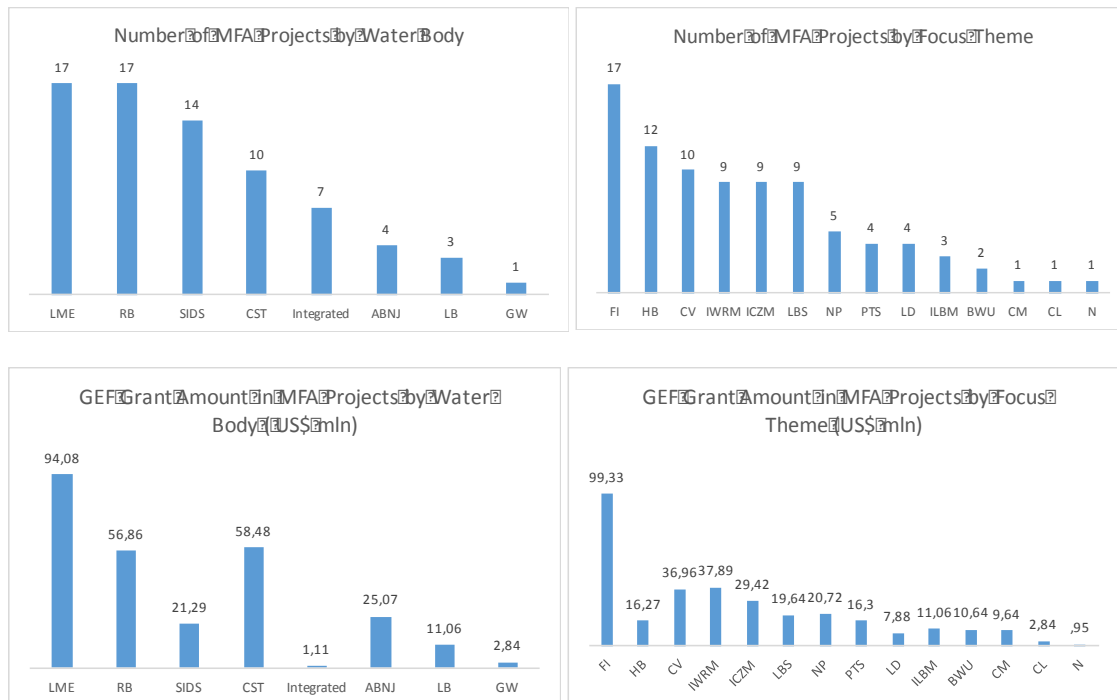 Number of MFA Projects by Water Body
17 17 14 10 7 4 3 1
LME RB SIDS CST Integrated ABNJ LB GW
Number of MFA Projects by Focus Theme
17 12 10 9 9 9 5 4 4 3 2 1 1 1
FI HB CV IWRM ICZM LBS NP PTS LD ILBM BWU CM CL N
GEF Grant Amount in MFA Projects by Water
Body (US$ mln)
94,08 56,86 21,29 58,48 1,11 25,07 11,06 2,84
LME RB SIDS CST Integrated ABNJ LB GW
GEF Grant Amount in MFA Projects by Focus
Theme (US$ mln)
99,33 16,27 36,96 37,89 29,42 19,64 20,72 16,3 7,88 11,06 10,64 9,64 2,84 ,95
FI HB CV IWRM ICZM LBS NP PTS LD ILBM BWU CM CL N